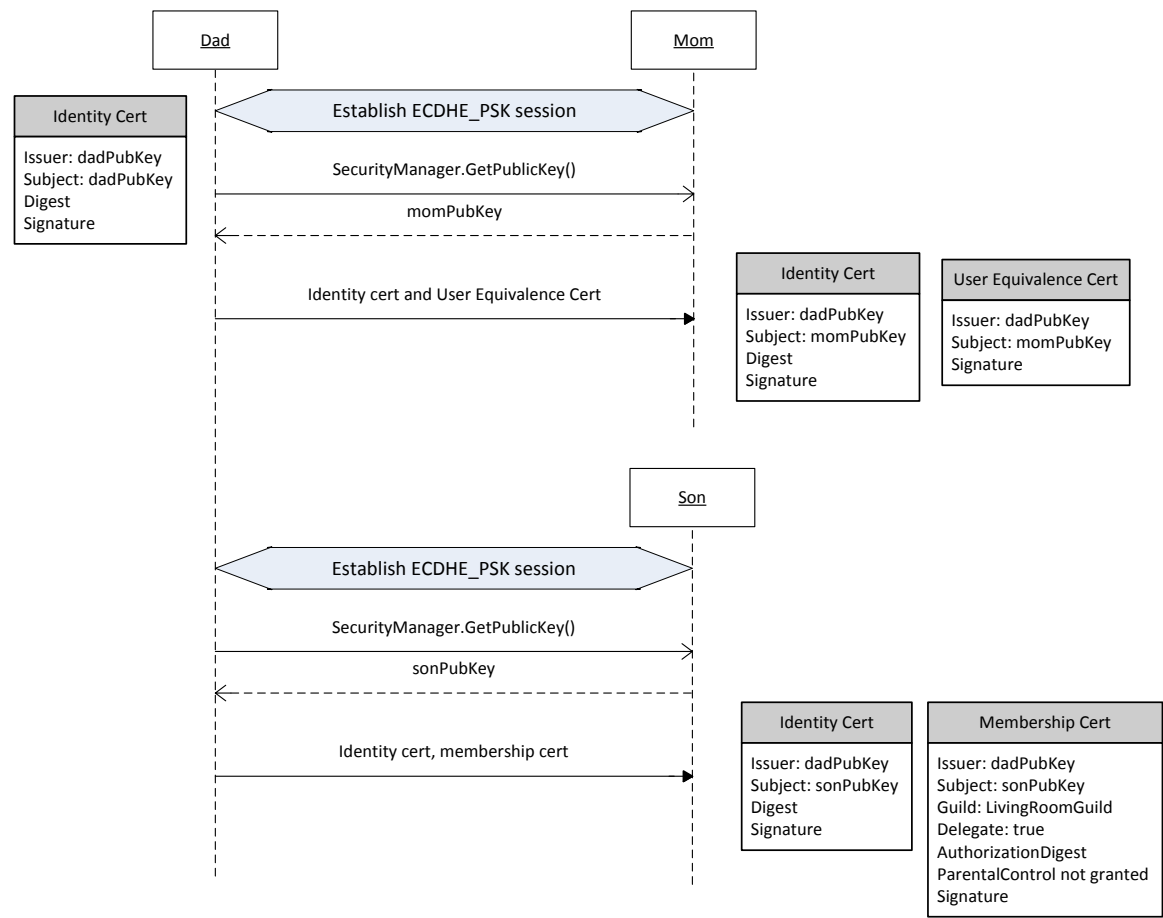 Dad
Mom
Establish ECDHE_PSK session
Identity Cert
Issuer: dadPubKey
Subject: dadPubKey
Digest
Signature
SecurityManager.GetPublicKey()
momPubKey
Identity cert and User Equivalence Cert
Identity Cert
Issuer: dadPubKey
Subject: momPubKey
Digest
Signature
User Equivalence Cert
Issuer: dadPubKey
Subject: momPubKey
Signature
Son
Establish ECDHE_PSK session
SecurityManager.GetPublicKey()
sonPubKey
Identity cert, membership cert
Identity Cert
Issuer: dadPubKey
Subject: sonPubKey
Digest
Signature
Membership Cert
Issuer: dadPubKey
Subject: sonPubKey
Guild: LivingRoomGuild
Delegate: true
AuthorizationDigest
ParentalControl not granted
Signature